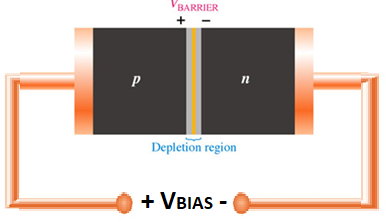 VBARRIER
+ −
p n
Depletion region
+ VBIAS -